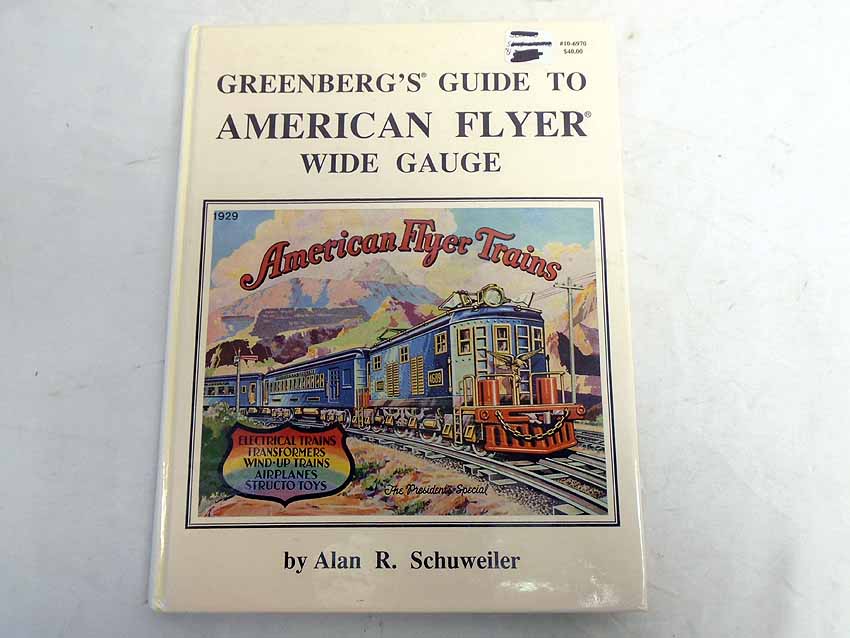 #10-6970
$40.00
GREENBERG'S® GUIDE TO
AMERICAN FLYER®
WIDE GAUGE
1929
American Flyer Trains
4689
ELECTRICAL TRAINS
TRANSFORMERS
WIND-UP TRAINS
AIRPLANES
STRUCTO TOYS
The President's Special
by Alan R. Schuweiler